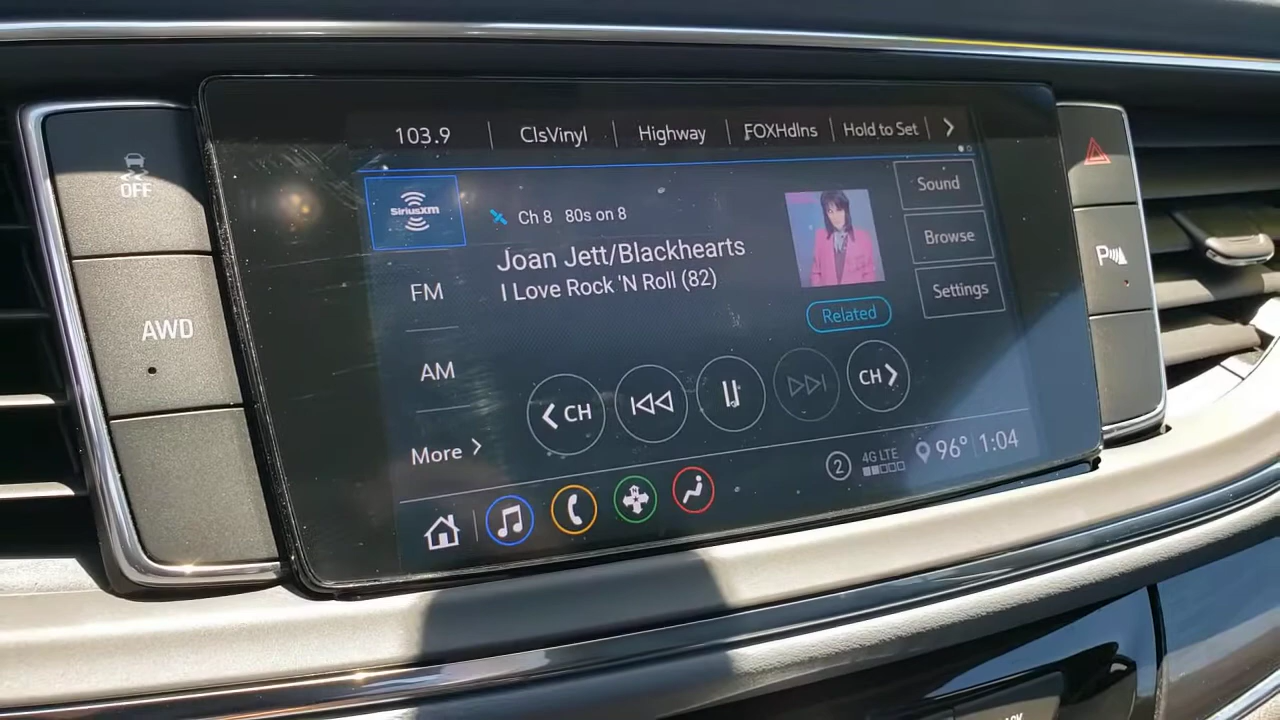 103.9 ClsVinyl Highway FOXHdlns Hold to Set
OFF
SiriusXM
Ch 8 80s on 8
Sound
Joan Jett/Blackhearts
Browse
I Love Rock 'N Roll (82)
FM
Settings
Related
AWD
P
AM
CH CH
More
2 4G LTE 96° 1:04